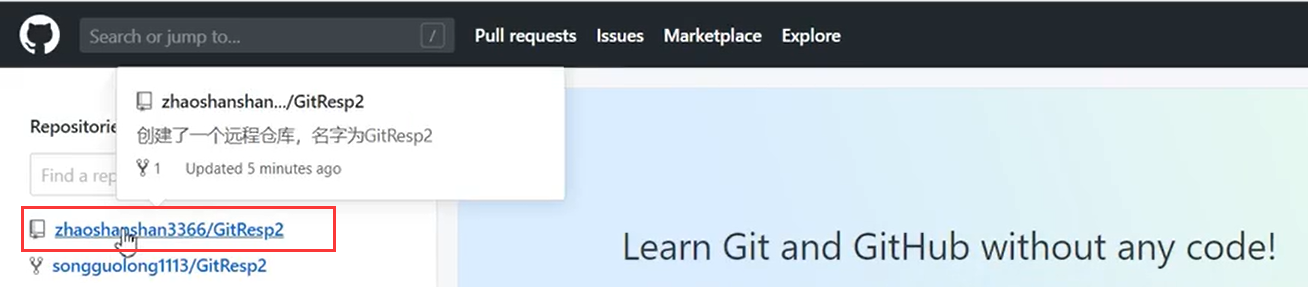 Search or jump to... /
Pull requests Issues Marketplace Explore
zhaoshanshan.../GitResp2
创建了一个远程仓库，名字为GitResp2
1 Updated 5 minutes ago
Repositorie
Find a rep
zhaoshanshan3366/GitResp2
songguolong1113/GitResp2
Learn Git and GitHub without any code!